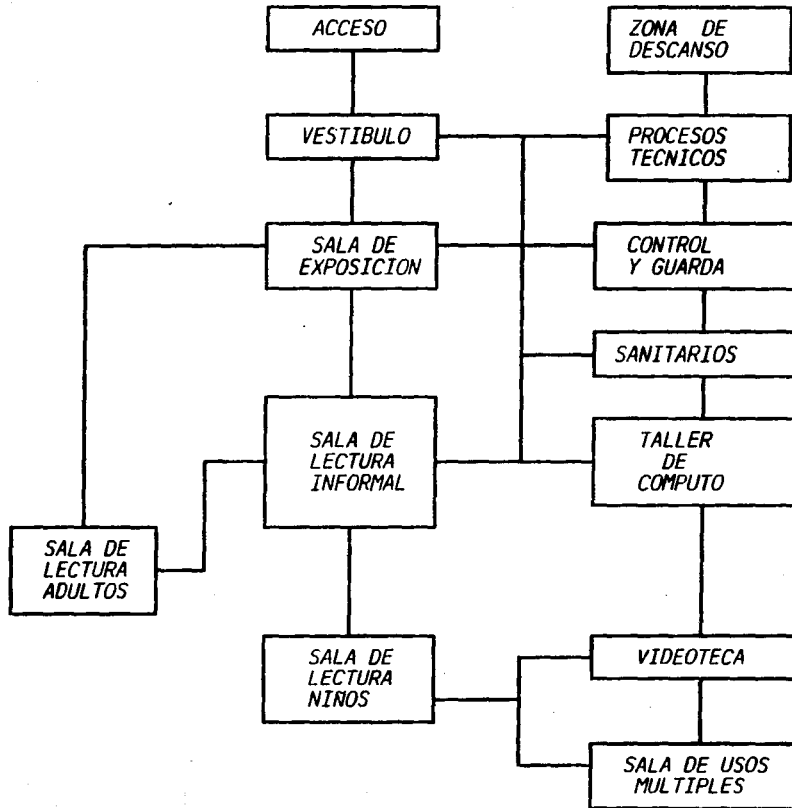 ACCESO
ZONA DE
DESCANSO
VESTIBULO
PROCESOS
TECNICOS
SALA DE
EXPOSICION
CONTROL
Y GUARDA
SANITARIOS
SALA DE
LECTURA
INFORMAL
TALLER
DE
COMPUTO
SALA DE
LECTURA
ADULTOS
SALA DE
LECTURA
NIÑOS
VIDEOTECA
SALA DE USOS
MULTIPLES